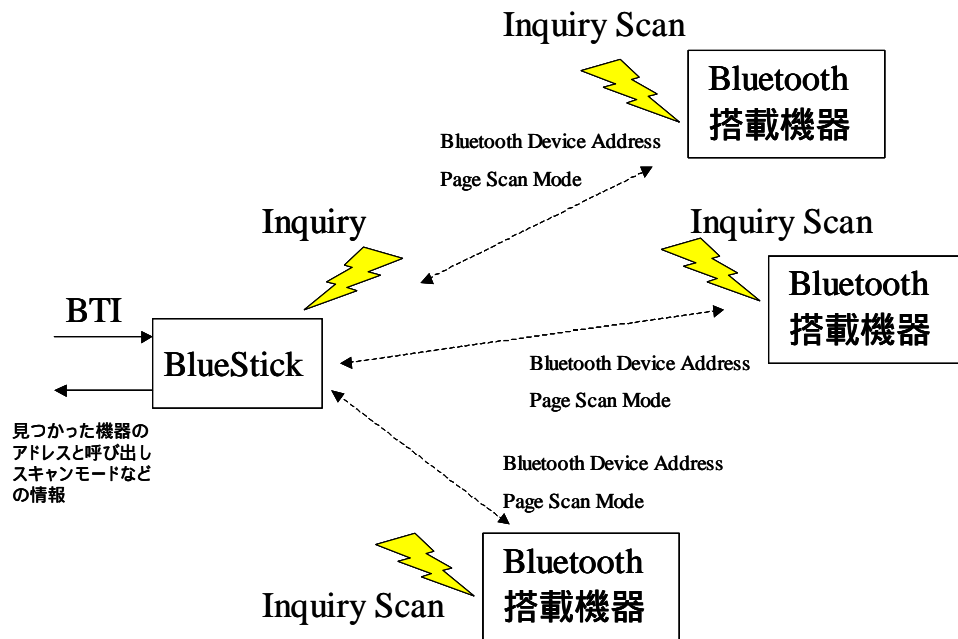 Inquiry Scan
Bluetooth
搭載機器
Bluetooth Device Address
Page Scan Mode
Inquiry
Inquiry Scan
Bluetooth
搭載機器
BTI
BlueStick
Bluetooth Device Address
Page Scan Mode
見つかった機器の
アドレスと呼び出し
スキャンモードなど
の情報
Bluetooth Device Address
Page Scan Mode
Bluetooth
搭載機器
Inquiry Scan